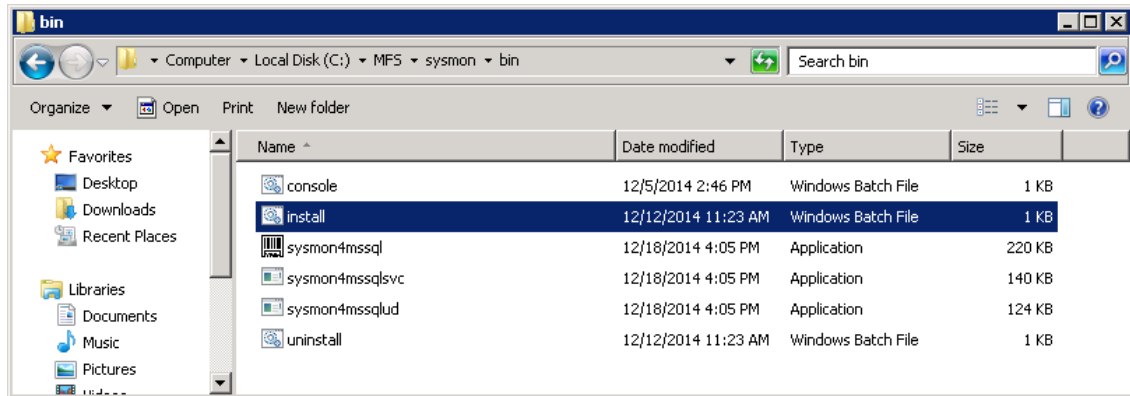 bin
Computer Local Disk (C:) MFS sysmon bin
Search bin
Organize Open Print New folder
Favorites
Desktop
Downloads
Recent Places
Libraries
Documents
Music
Pictures
Name Date modified Type Size
console 12/5/2014 2:46 PM Windows Batch File 1 KB
install 12/12/2014 11:23 AM Windows Batch File 1 KB
sysmon4mssql 12/18/2014 4:05 PM Application 220 KB
sysmon4mssqlsvc 12/18/2014 4:05 PM Application 140 KB
sysmon4mssqlud 12/18/2014 4:05 PM Application 124 KB
uninstall 12/12/2014 11:23 AM Windows Batch File 1 KB